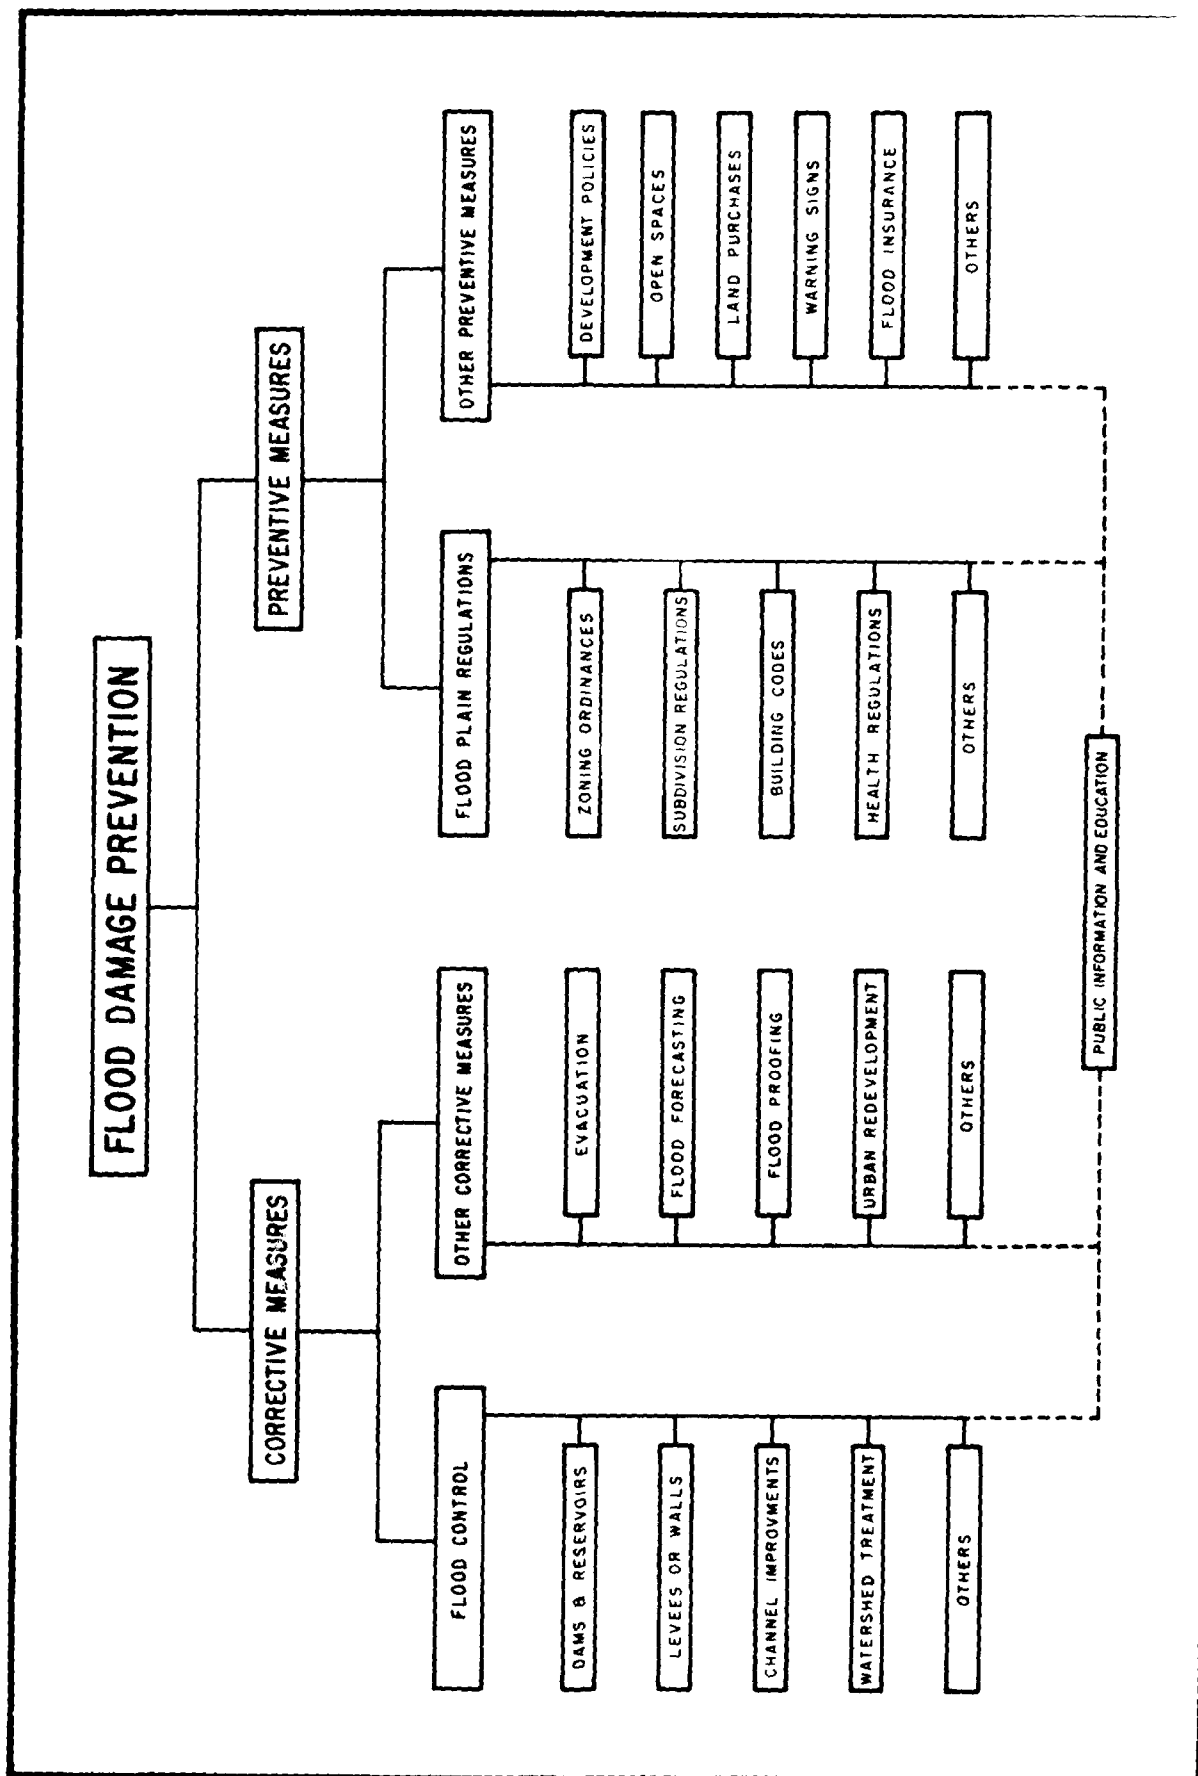 FLOOD DAMAGE PREVENTION
CORRECTIVE MEASURES
PREVENTIVE MEASURES
FLOOD CONTROL
OTHER CORRECTIVE MEASURES
FLOOD PLAIN REGULATIONS
OTHER PREVENTIVE MEASURES
DAMS & RESERVOIRS
LEVEES OR WALLS
CHANNEL IMPROVMENTS
WATERSHED TREATMENT
OTHERS
EVACUATION
FLOOD FORECASTING
FLOOD PROOFING
URBAN REDEVELOPMENT
OTHERS
ZONING ORDINANCES
SUBDIVISION REGULATIONS
BUILDING CODES
HEALTH REGULATIONS
OTHERS
DEVELOPMENT POLICIES
OPEN SPACES
LAND PURCHASES
WARNING SIGNS
FLOOD INSURANCE
OTHERS
PUBLIC INFORMATION AND EDUCATION